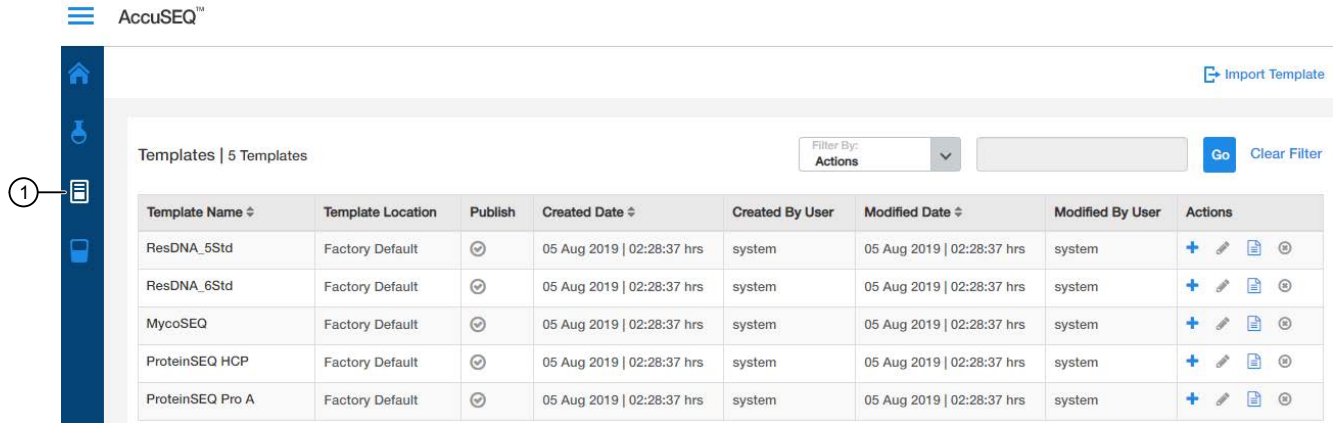 AccuSEQ™
Import Template
Templates | 5 Templates
Filter By:
Actions
Go
Clear Filter
1
Template Name Template Location Publish Created Date Created By User Modified Date Modified By User Actions
ResDNA_5Std Factory Default 05 Aug 2019 | 02:28:37 hrs system 05 Aug 2019 | 02:28:37 hrs system
ResDNA_6Std Factory Default 05 Aug 2019 | 02:28:37 hrs system 05 Aug 2019 | 02:28:37 hrs system
MycoSEQ Factory Default 05 Aug 2019 | 02:28:37 hrs system 05 Aug 2019 | 02:28:37 hrs system
ProteinSEQ HCP Factory Default 05 Aug 2019 | 02:28:37 hrs system 05 Aug 2019 | 02:28:37 hrs system
ProteinSEQ Pro A Factory Default 05 Aug 2019 | 02:28:37 hrs system 05 Aug 2019 | 02:28:37 hrs system